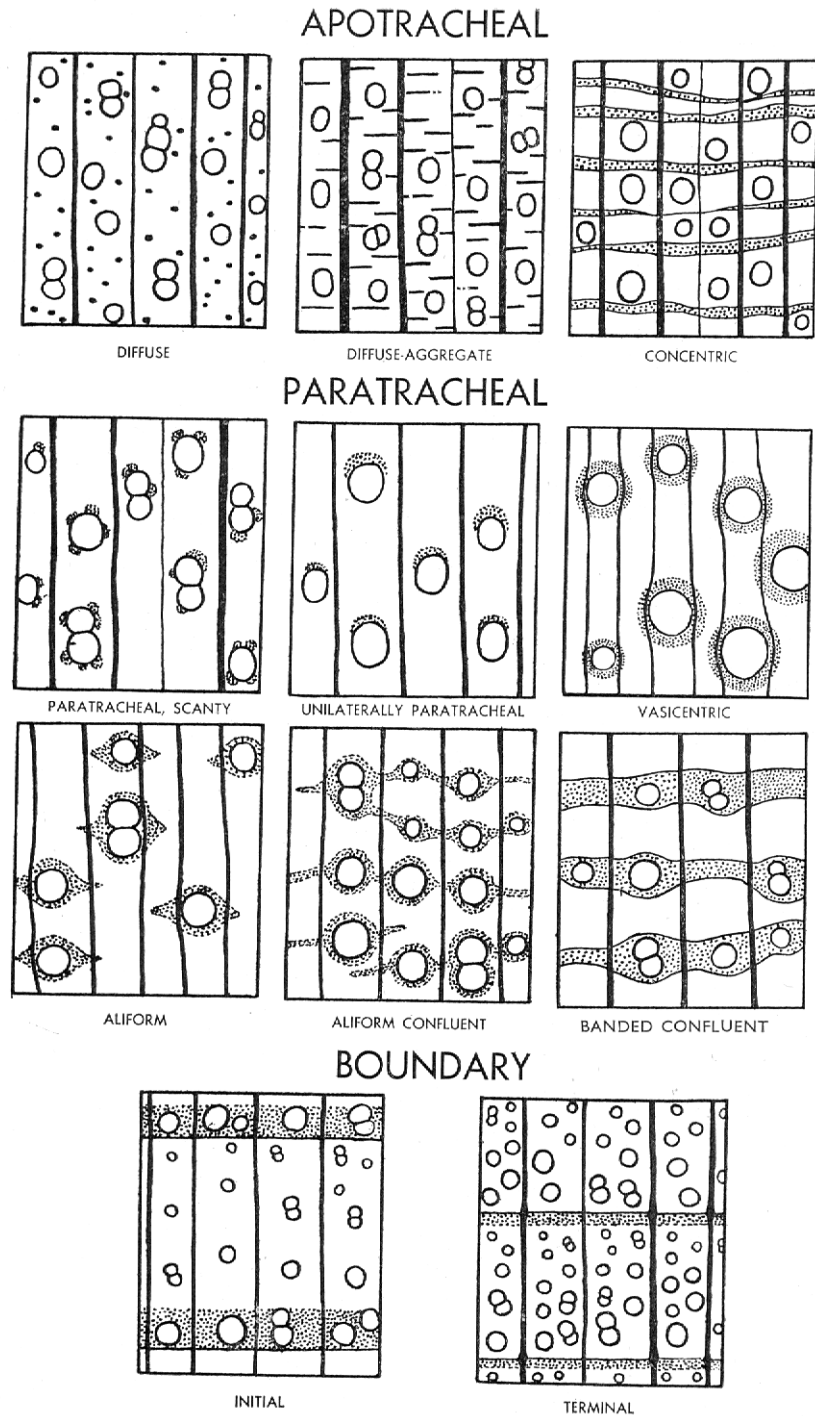 APOTRACHEAL
DIFFUSE
DIFFUSE-AGGREGATE
CONCENTRIC
PARATRACHEAL
PARATRACHEAL, SCANTY
UNILATERALLY PARATRACHEAL
VASICENTRIC
ALIFORM
ALIFORM CONFLUENT
BANDED CONFLUENT
BOUNDARY
INITIAL
TERMINAL